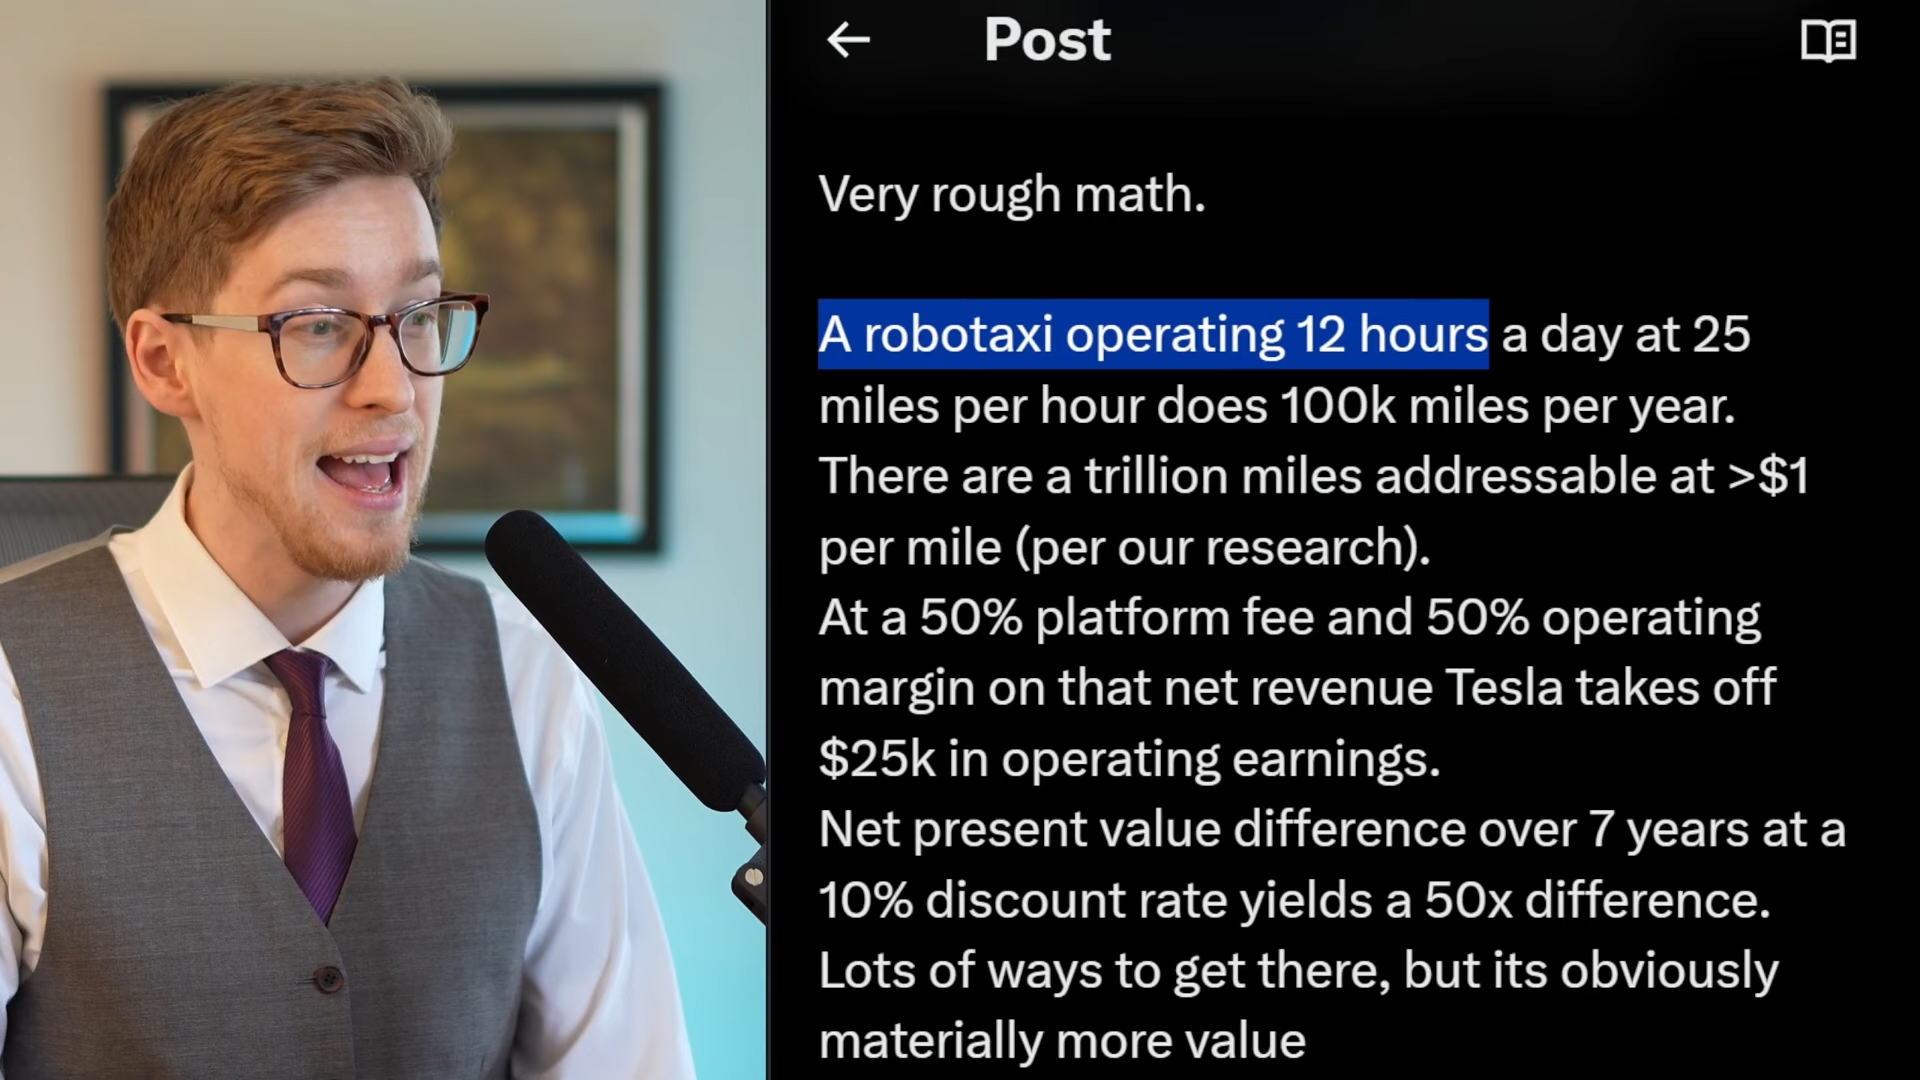 Post
Very rough math.
A robotaxi operating 12 hours a day at 25
miles per hour does 100k miles per year.
There are a trillion miles addressable at >$1
per mile (per our research).
At a 50% platform fee and 50% operating
margin on that net revenue Tesla takes off
$25k in operating earnings.
Net present value difference over 7 years at a
10% discount rate yields a 50x difference.
Lots of ways to get there, but its obviously
materially more value